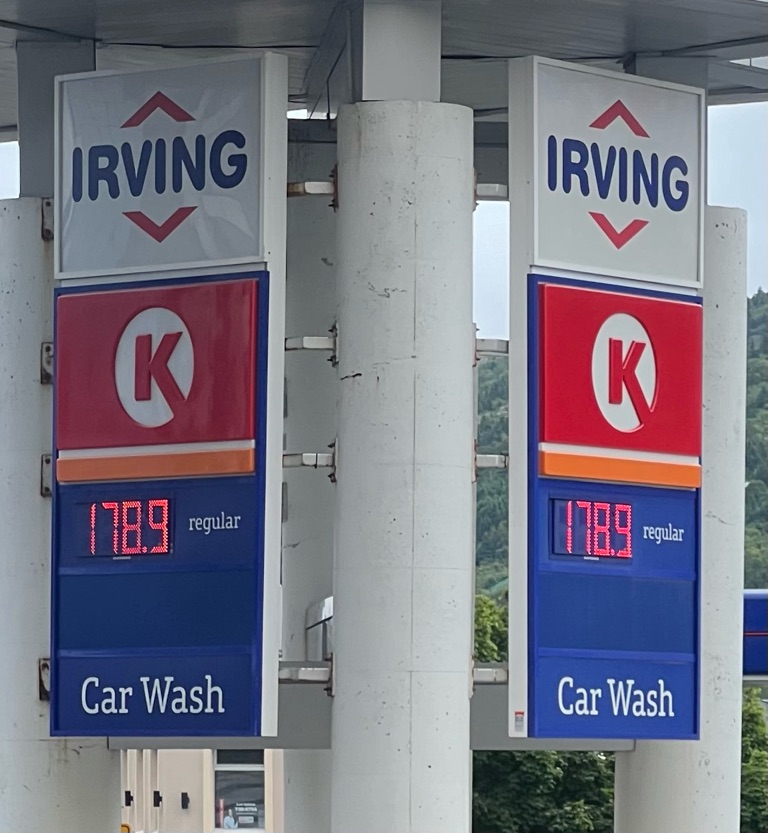 IRVING
K
178.9 regular
Car Wash
IRVING
K
178.9 regular
Car Wash